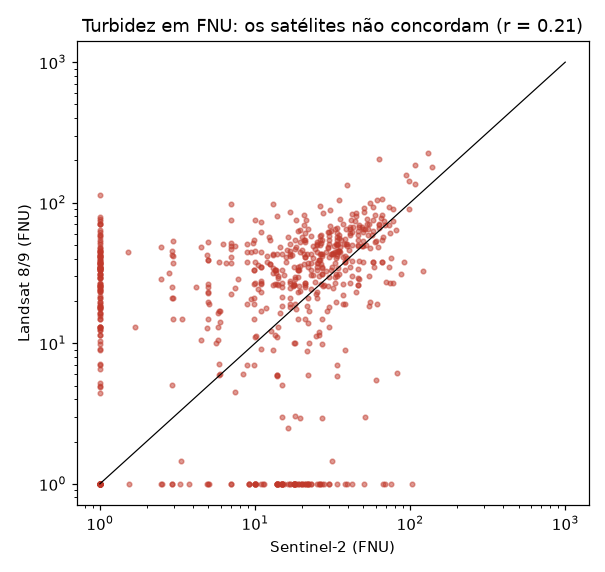 Turbidez em FNU: os satélites não concordam (r = 0.21)
10³
10²
10¹
10⁰
Landsat 8/9 (FNU)
10⁰ 10¹ 10² 10³
Sentinel-2 (FNU)